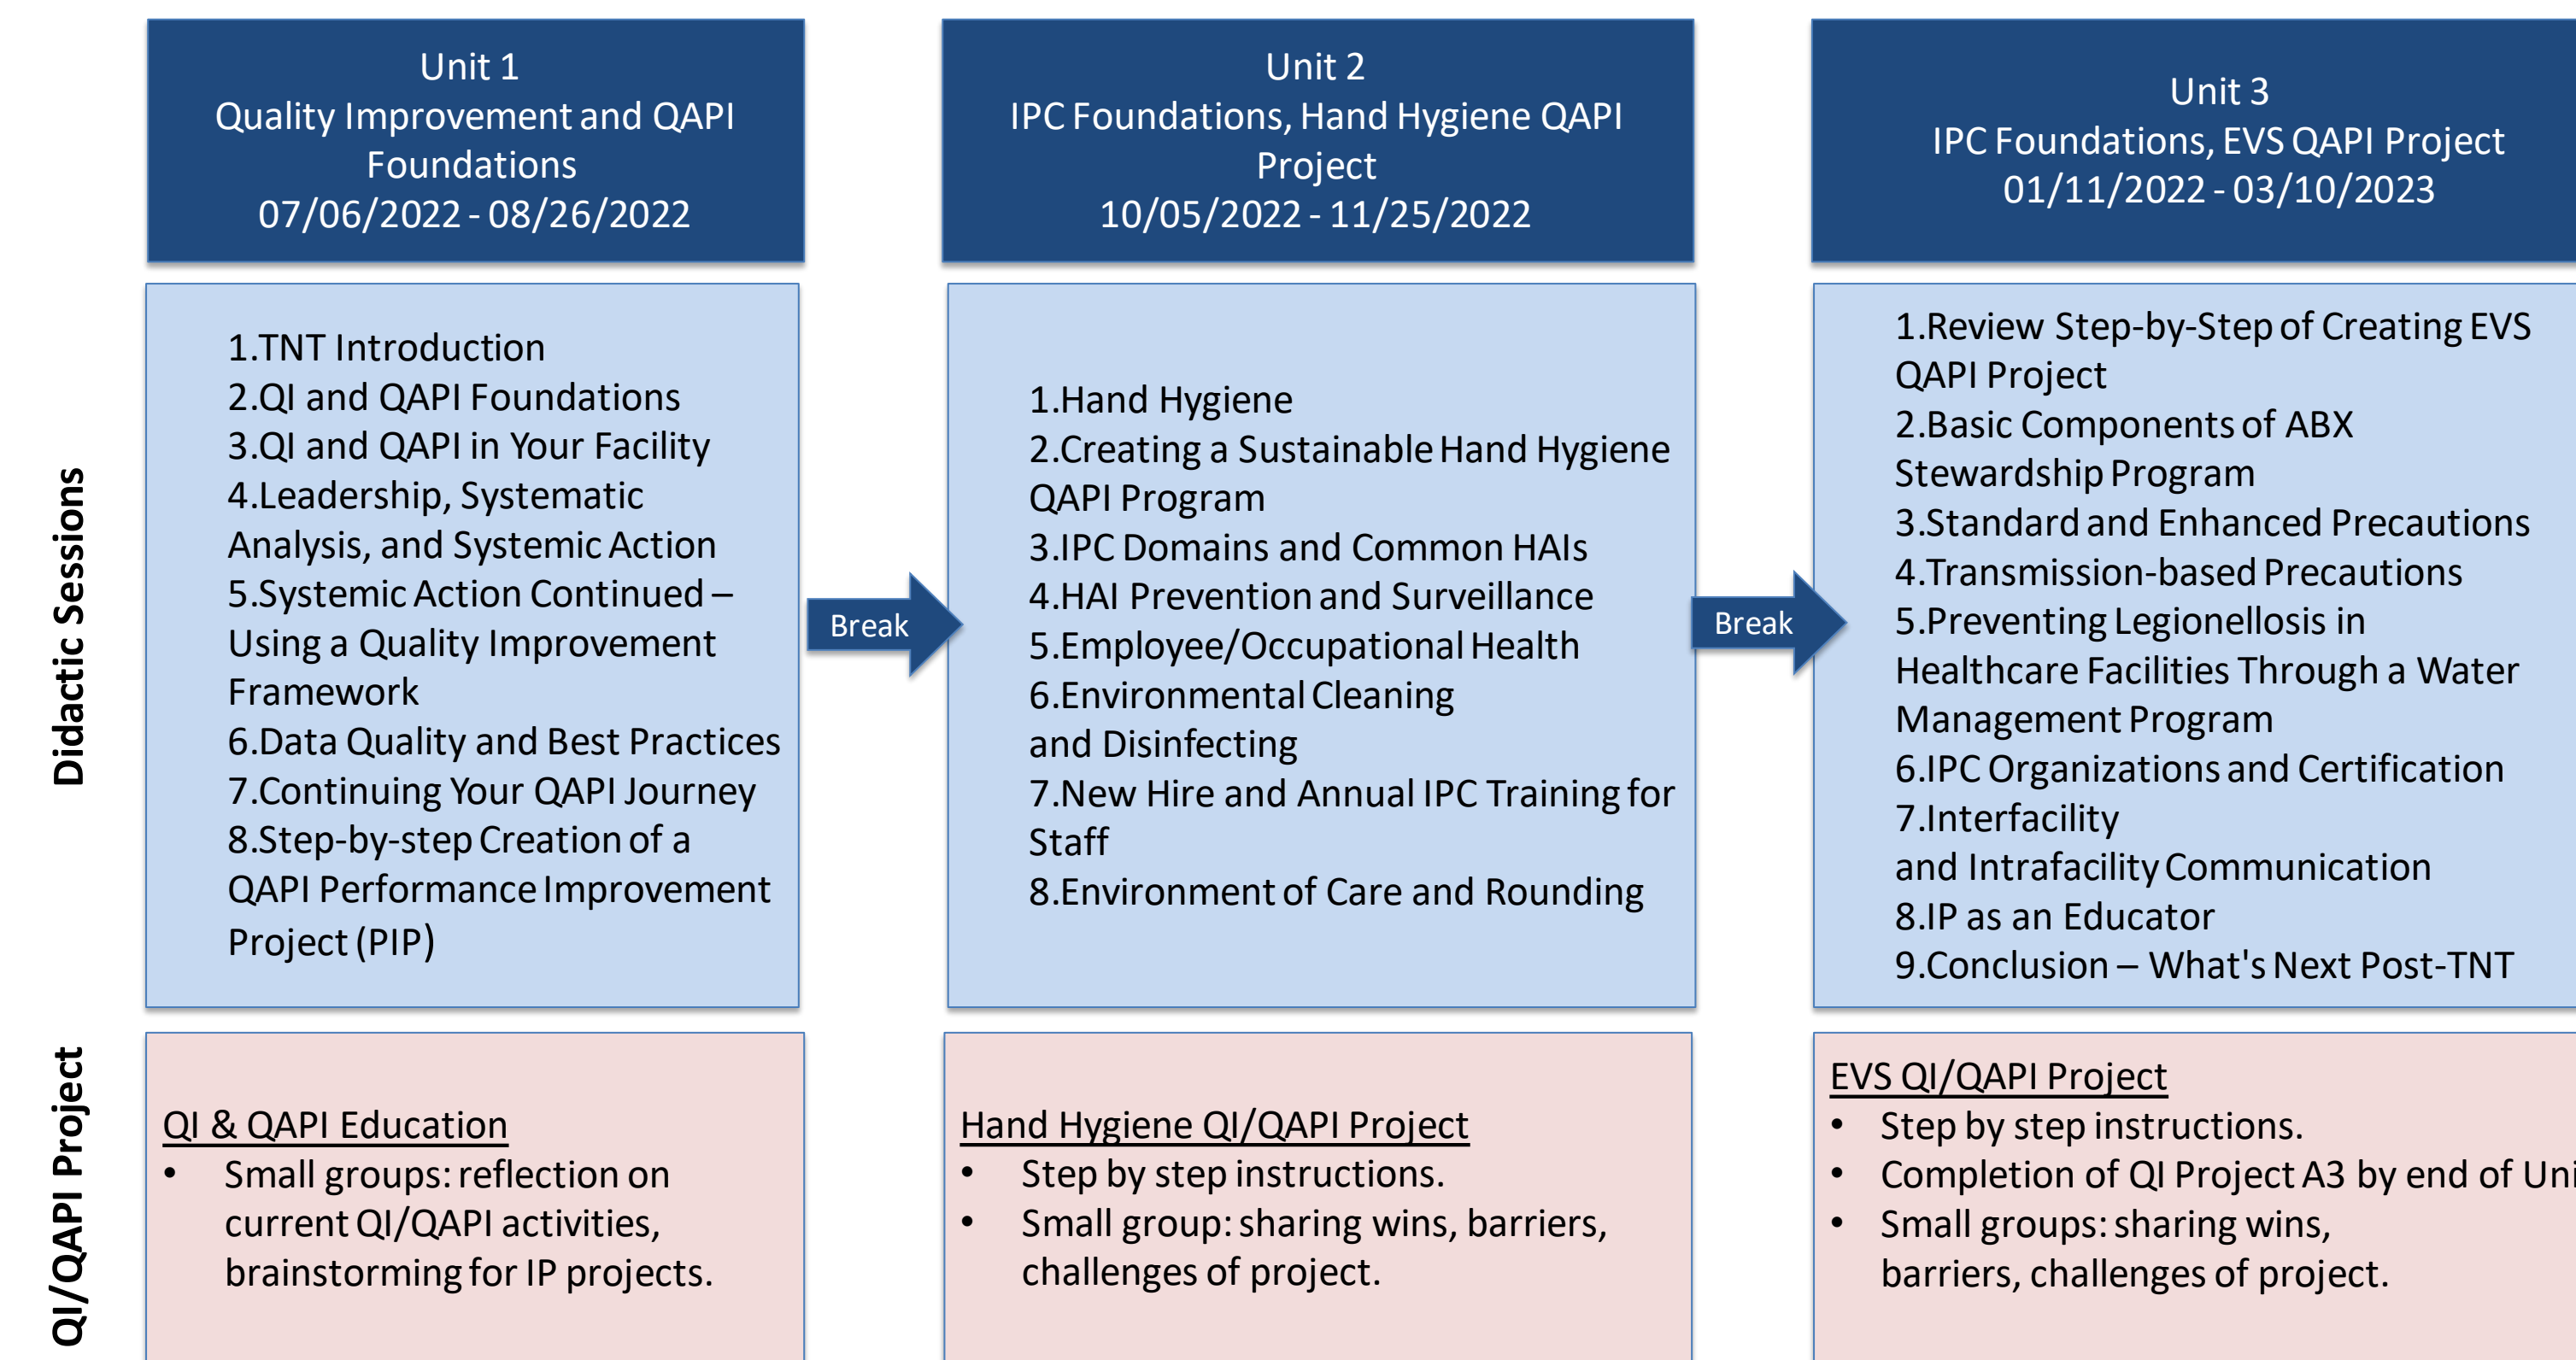 Unit 1
Quality Improvement and QAPI
Foundations
07/06/2022 - 08/26/2022
Unit 2
IPC Foundations, Hand Hygiene QAPI
Project
10/05/2022 - 11/25/2022
Unit 3
IPC Foundations, EVS QAPI Project
01/11/2022 - 03/10/2023
Didactic Sessions
1.TNT Introduction
2.QI and QAPI Foundations
3.QI and QAPI in Your Facility
4.Leadership, Systematic
Analysis, and Systemic Action
5.Systemic Action Continued –
Using a Quality Improvement
Framework
6.Data Quality and Best Practices
7.Continuing Your QAPI Journey
8.Step-by-step Creation of a
QAPI Performance Improvement
Project (PIP)
Break
1.Hand Hygiene
2.Creating a Sustainable Hand Hygiene
QAPI Program
3.IPC Domains and Common HAIs
4.HAI Prevention and Surveillance
5.Employee/Occupational Health
6.Environmental Cleaning
and Disinfecting
7.New Hire and Annual IPC Training for
Staff
8.Environment of Care and Rounding
Break
1.Review Step-by-Step of Creating EVS
QAPI Project
2.Basic Components of ABX
Stewardship Program
3.Standard and Enhanced Precautions
4.Transmission-based Precautions
5.Preventing Legionellosis in
Healthcare Facilities Through a Water
Management Program
6.IPC Organizations and Certification
7.Interfacility
and Intrafacility Communication
8.IP as an Educator
9.Conclusion – What's Next Post-TNT
QI/QAPI Project
QI & QAPI Education
• Small groups: reflection on
current QI/QAPI activities,
brainstorming for IP projects.
Hand Hygiene QI/QAPI Project
• Step by step instructions.
• Small group: sharing wins, barriers,
challenges of project.
EVS QI/QAPI Project
• Step by step instructions.
• Completion of QI Project A3 by end of
• Small groups: sharing wins,
barriers, challenges of project.